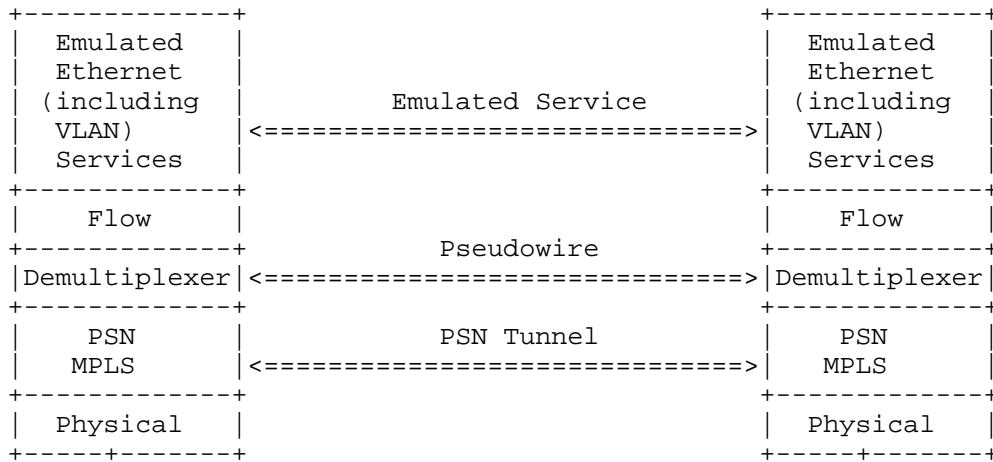 +-------------+                                +-------------+
|  Emulated   |                                |  Emulated   |
|  Ethernet   |                                |  Ethernet   |
| (including  |         Emulated Service       | (including  |
|  VLAN)      |<==============================>|  VLAN)      |
|  Services   |                                |  Services   |
+-------------+                                +-------------+
|    Flow     |                                |    Flow     |
+-------------+            Pseudowire          +-------------+
|Demultiplexer|<==============================>|Demultiplexer|
+-------------+                                +-------------+
|    PSN      |            PSN Tunnel          |    PSN      |
|   MPLS      |<==============================>|   MPLS      |
+-------------+                                +-------------+
|  Physical   |                                |  Physical   |
+-----+-------+                                +-----+-------+